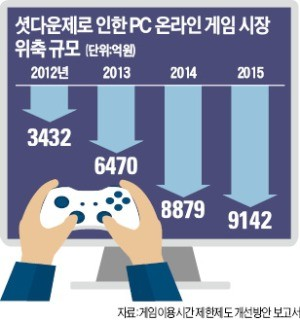 셧다운제로 인한 PC 온라인 게임 시장
위축 규모 (단위:억원)
2012년 2013 2014 2015
3432
6470
8879
9142
자료:게임이용시간 제한제도 개선방안 보고서